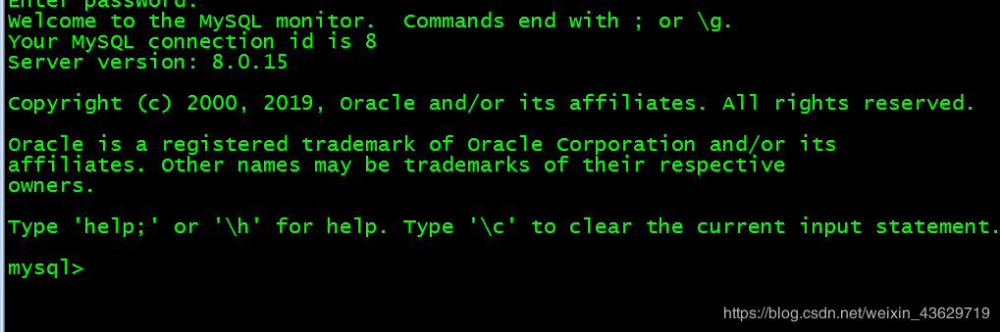 Enter password:
Welcome to the MySQL monitor.  Commands end with ; or \g.
Your MySQL connection id is 8
Server version: 8.0.15
Copyright (c) 2000, 2019, Oracle and/or its affiliates. All rights reserved.
Oracle is a registered trademark of Oracle Corporation and/or its
affiliates. Other names may be trademarks of their respective
owners.
Type 'help;' or '\h' for help. Type '\c' to clear the current input statement.
mysql>
https://blog.csdn.net/weixin_43629719